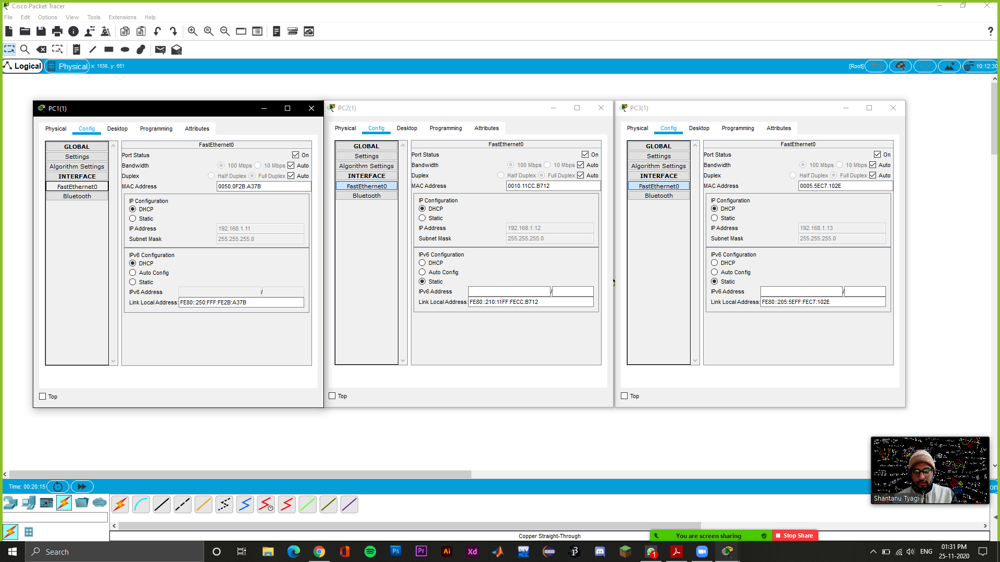 Cisco Packet Tracer
File Edit Options View Tools Extensions Help
?
Logical Physical x: 1538, y: 651 [Root] 10:12:30
PC1(1)
Physical Config Desktop Programming Attributes
GLOBAL
Settings
Algorithm Settings
INTERFACE
FastEthernet0
Bluetooth
FastEthernet0
Port Status On
Bandwidth 100 Mbps 10 Mbps Auto
Duplex Half Duplex Full Duplex Auto
MAC Address 0050.0F2B.A37B
IP Configuration
DHCP
Static
IP Address 192.168.1.11
Subnet Mask 255.255.255.0
IPv6 Configuration
DHCP
Auto Config
Static
IPv6 Address /
Link Local Address: FE80::250:FFF:FE2B:A37B
Top
PC2(1)
Physical Config Desktop Programming Attributes
GLOBAL
Settings
Algorithm Settings
INTERFACE
FastEthernet0
Bluetooth
FastEthernet0
Port Status On
Bandwidth 100 Mbps 10 Mbps Auto
Duplex Half Duplex Full Duplex Auto
MAC Address 0010.11CC.B712
IP Configuration
DHCP
Static
IP Address 192.168.1.12
Subnet Mask 255.255.255.0
IPv6 Configuration
DHCP
Auto Config
Static
IPv6 Address /
Link Local Address: FE80::210:11FF:FECC:B712
Top
PC3(1)
Physical Config Desktop Programming Attributes
GLOBAL
Settings
Algorithm Settings
INTERFACE
FastEthernet0
Bluetooth
FastEthernet0
Port Status On
Bandwidth 100 Mbps 10 Mbps Auto
Duplex Half Duplex Full Duplex Auto
MAC Address 0005.5EC7.102E
IP Configuration
DHCP
Static
IP Address 192.168.1.13
Subnet Mask 255.255.255.0
IPv6 Configuration
DHCP
Auto Config
Static
IPv6 Address /
Link Local Address: FE80::205:5EFF:FEC7:102E
Top
Shantanu Tyagi
Time: 00:20:15
Copper Straight-Through
You are screen sharing Stop Share
Search
Ps Pr Ai Xd DEV 1
ENG
01:31 PM
25-11-2020